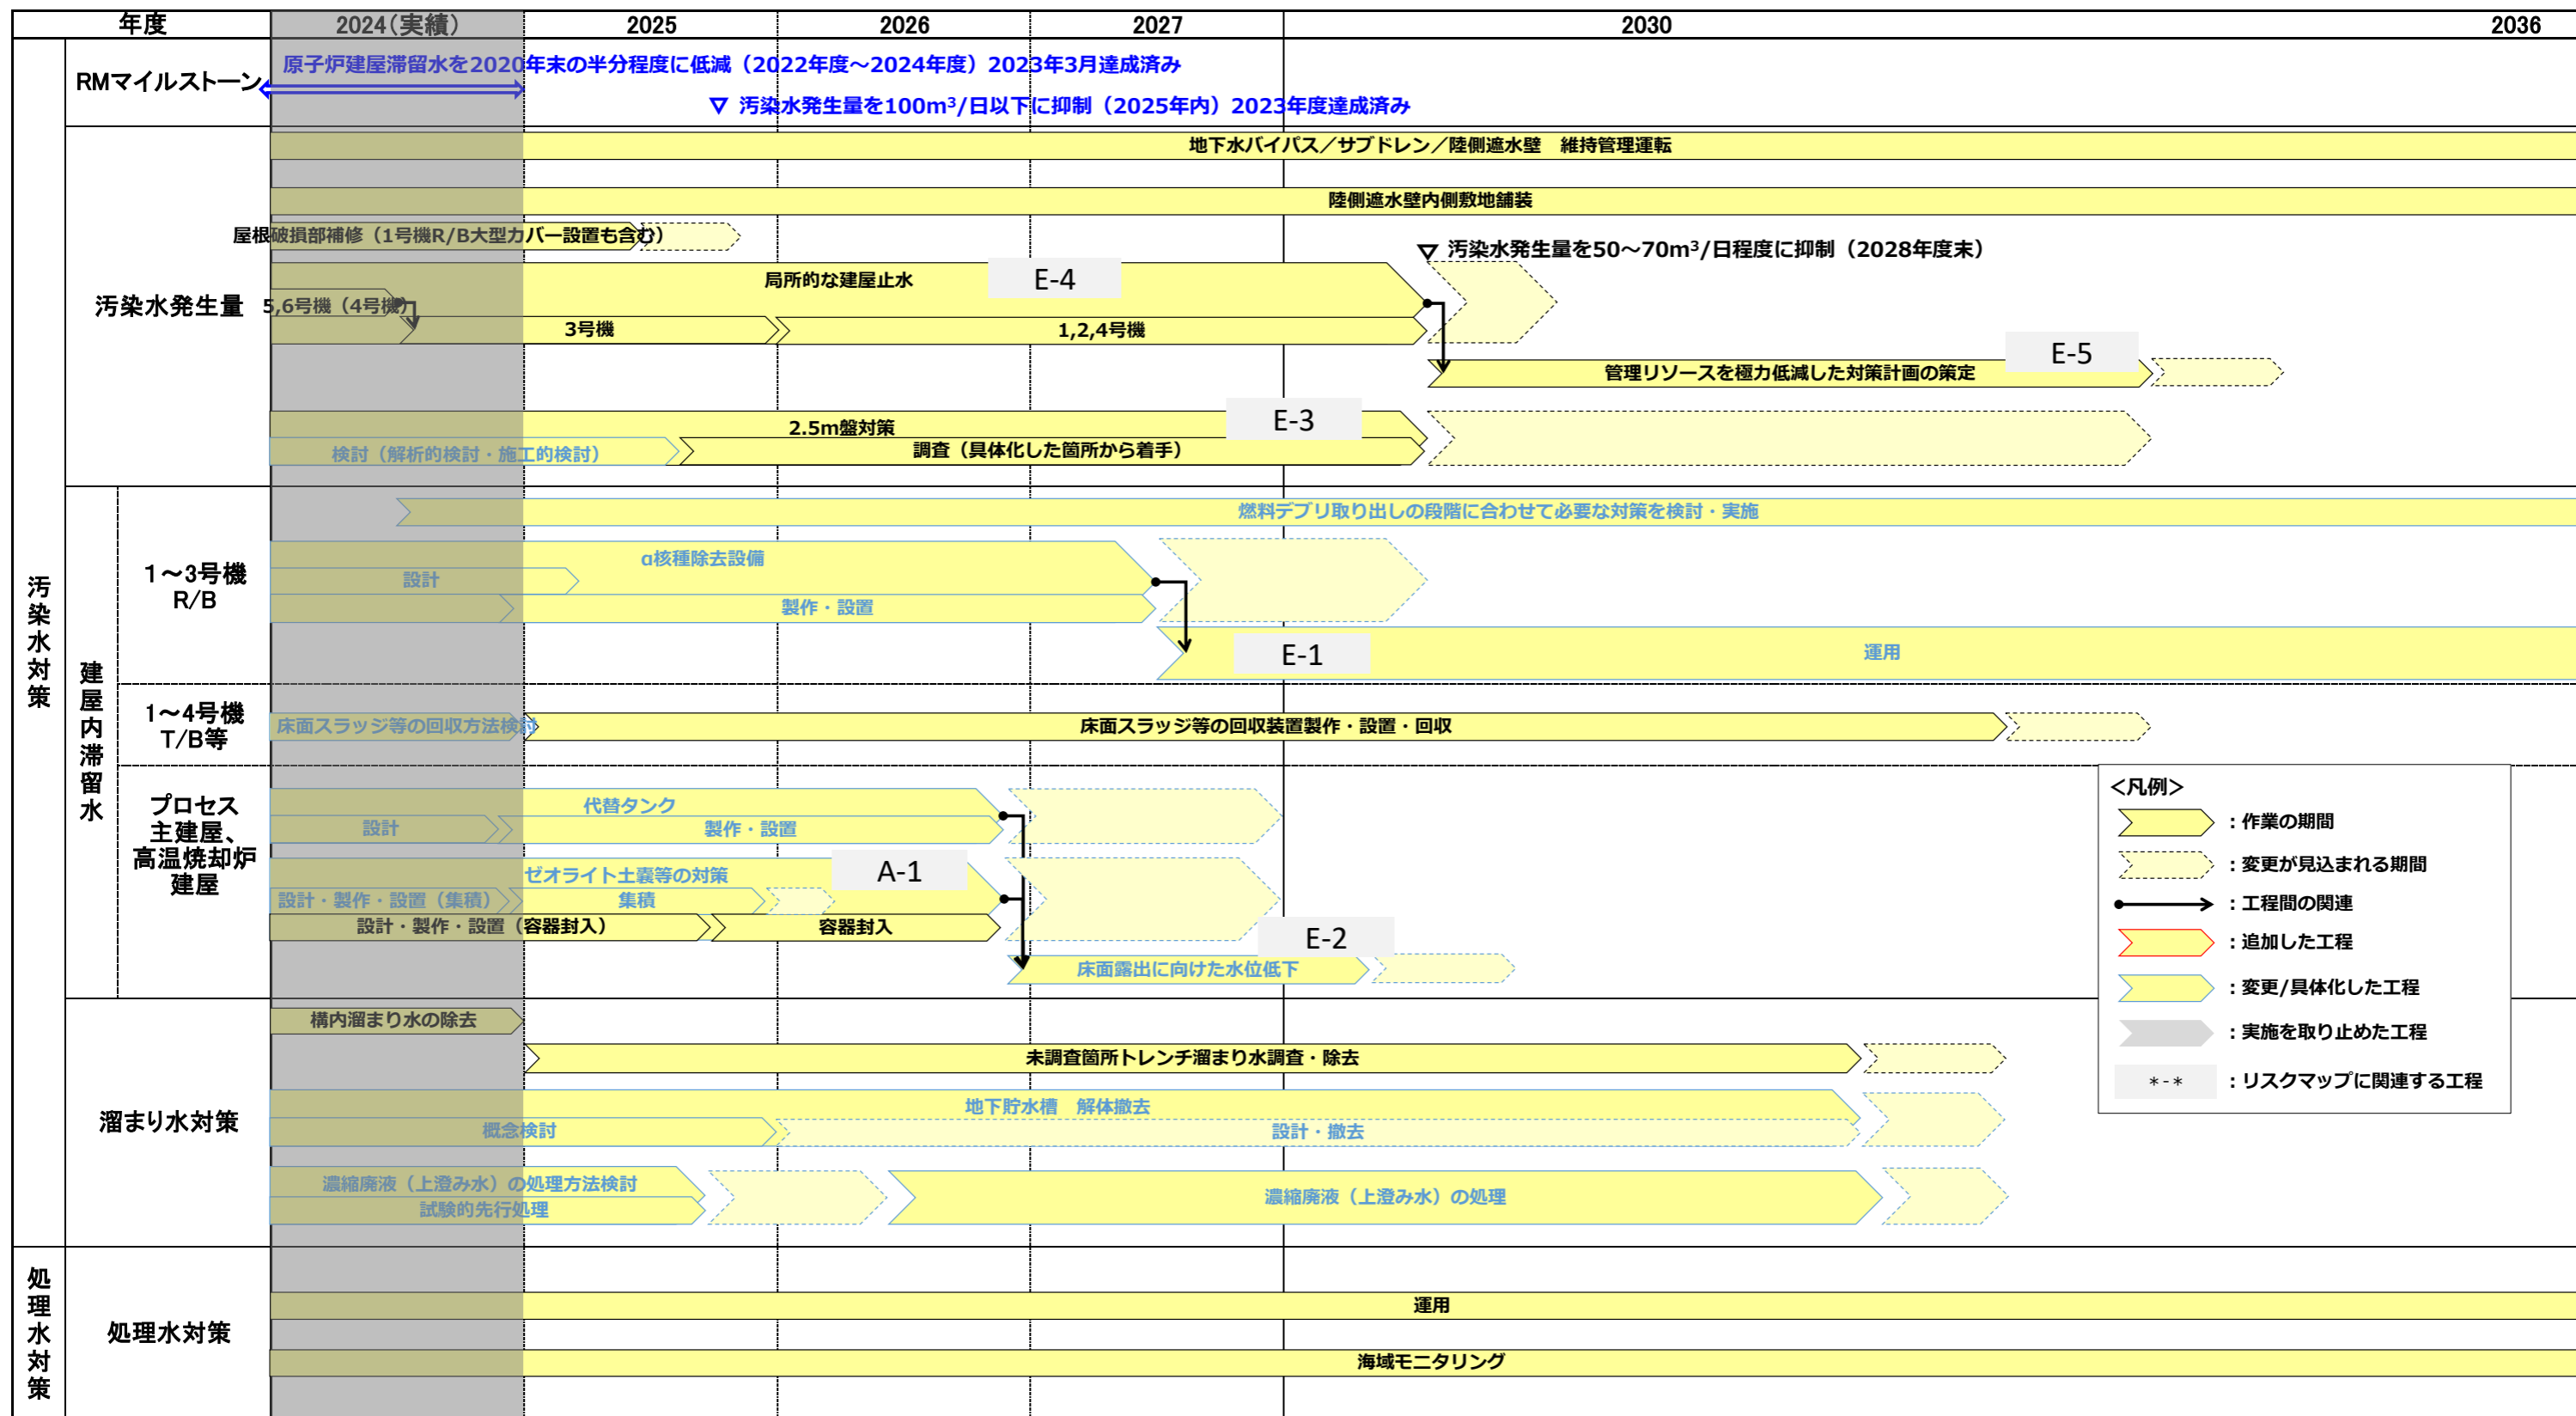 年度 2024(実績) 2025 2026 2027 2030 2036
RMマイルストーン
原子炉建屋滞留水を2020年末の半分程度に低減（2022年度～2024年度）2023年3月達成済み
▽ 汚染水発生量を100m³/日以下に抑制（2025年内）2023年度達成済み
汚染水対策
汚染水発生量
地下水バイパス／サブドレン／陸側遮水壁　維持管理運転
陸側遮水壁内側敷地舗装
屋根破損部補修（1号機R/B大型カバー設置も含む）
▽ 汚染水発生量を50～70m³/日程度に抑制（2028年度末）
局所的な建屋止水
E-4
5,6号機（4号機）
3号機
1,2,4号機
E-5
管理リソースを極力低減した対策計画の策定
E-3
2.5m盤対策
検討（解析的検討・施工的検討）
調査（具体化した箇所から着手）
建屋内滞留水
1～3号機
R/B
燃料デブリ取り出しの段階に合わせて必要な対策を検討・実施
α核種除去設備
設計
製作・設置
E-1
運用
1～4号機
T/B等
床面スラッジ等の回収方法検討
床面スラッジ等の回収装置製作・設置・回収
プロセス
主建屋、
高温焼却炉
建屋
代替タンク
設計
製作・設置
ゼオライト土嚢等の対策
A-1
設計・製作・設置（集積）
集積
設計・製作・設置（容器封入）
容器封入
E-2
床面露出に向けた水位低下
溜まり水対策
構内溜まり水の除去
未調査箇所トレンチ溜まり水調査・除去
地下貯水槽　解体撤去
概念検討
設計・撤去
濃縮廃液（上澄み水）の処理方法検討
試験的先行処理
濃縮廃液（上澄み水）の処理
処理水対策
処理水対策
運用
海域モニタリング
＜凡例＞
：作業の期間
：変更が見込まれる期間
：工程間の関連
：追加した工程
：変更/具体化した工程
：実施を取り止めた工程
*-* ：リスクマップに関連する工程